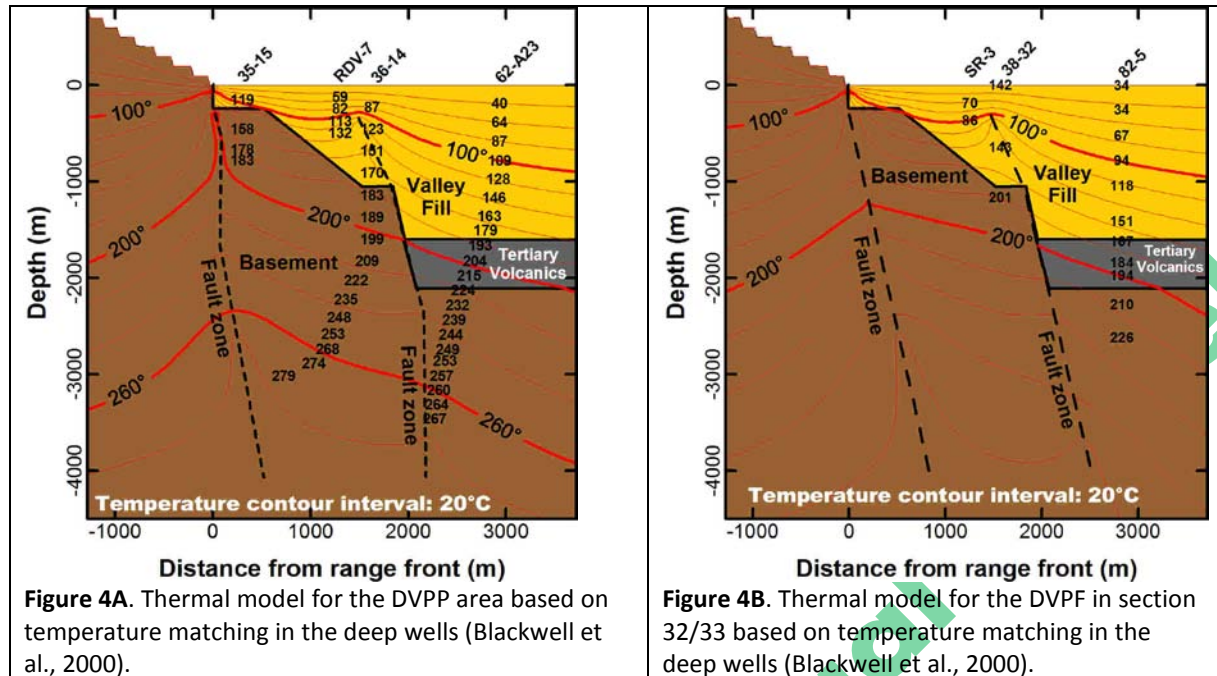 35-15
RDV-7
36-14
62-A23
0
-1000
-2000
-3000
-4000
Depth (m)
119
158
178
183
59
82
113
132
87
123
151
170
183
189
199
209
222
235
248
253
268
274
279
40
64
87
109
128
146
163
179
193
204
215
224
232
239
244
249
253
257
260
264
267
100°
100°
200°
200°
260°
260°
Valley
Fill
Tertiary
Volcanics
Basement
Fault zone
Fault zone
Temperature contour interval: 20°C
-1000 0 1000 2000 3000
Distance from range front (m)
Figure 4A. Thermal model for the DVPP area based on
temperature matching in the deep wells (Blackwell et
al., 2000).
SR-3
38-32
82-5
0
-1000
-2000
-3000
-4000
Depth (m)
142
70
86
143
201
34
34
67
94
118
151
187
184
194
210
226
100°
100°
200°
200°
Basement
Valley
Fill
Tertiary
Volcanics
Fault zone
Fault zone
Temperature contour interval: 20°C
-1000 0 1000 2000 3000
Distance from range front (m)
Figure 4B. Thermal model for the DVPF in section
32/33 based on temperature matching in the
deep wells (Blackwell et al., 2000).